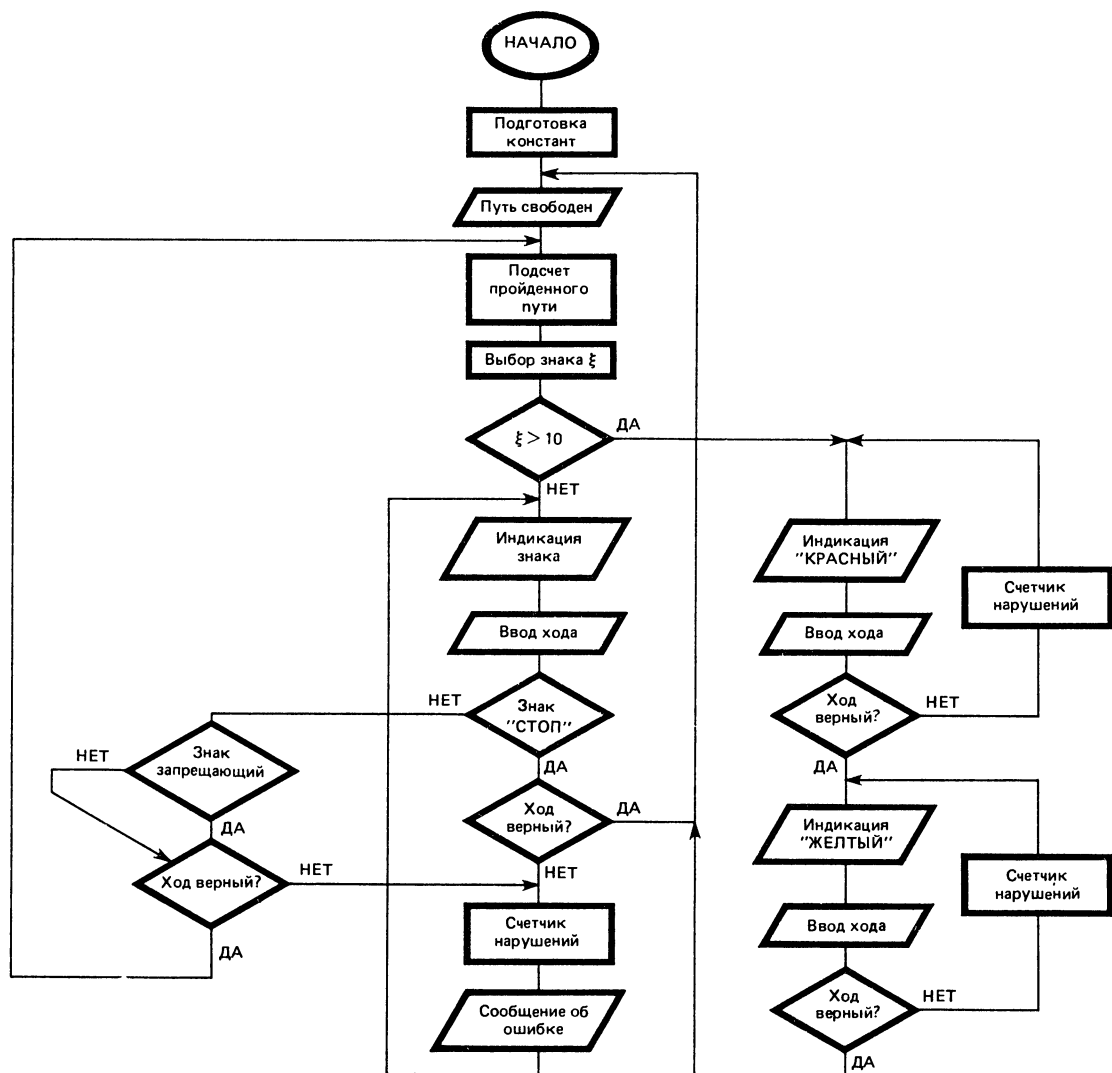 НАЧАЛО
Подготовка
констант
Путь свободен
Подсчет
пройденного
пути
Выбор знака ξ
ξ > 10
ДА
НЕТ
Индикация
знака
Ввод хода
Знак
"СТОП"
НЕТ
ДА
Знак
запрещающий
НЕТ
ДА
Ход верный?
НЕТ
ДА
Ход
верный?
ДА
НЕТ
Счетчик
нарушений
Сообщение об
ошибке
Индикация
"КРАСНЫЙ"
Ввод хода
Ход
верный?
НЕТ
ДА
Счетчик
нарушений
Индикация
"ЖЕЛТЫЙ"
Ввод хода
Ход
верный?
НЕТ
ДА
Счетчик
нарушений